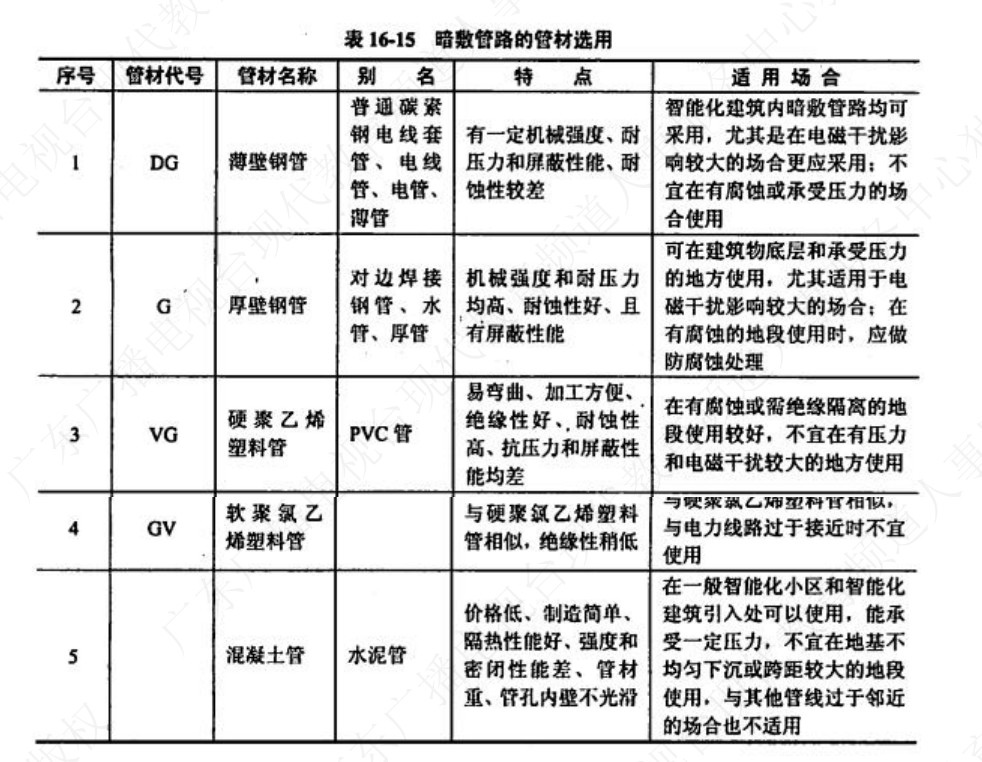 表 16-15 暗敷管路的管材选用
序号 管材代号 管材名称 别 名 特 点 适 用 场 合
1
DG
薄壁钢管
普通碳素
钢电线套
管、电线
管、电管、
薄管
有一定机械强度、耐
压力和屏蔽性能、耐
蚀性较差
智能化建筑内暗敷管路均可
采用，尤其是在电磁干扰影
响较大的场合更应采用；不
宜在有腐蚀或承受压力的场
合使用
2
G
厚壁钢管
对边焊接
钢管、水
管、厚管
机械强度和耐压力
均高、耐蚀性好、且
有屏蔽性能
可在建筑物底层和承受压力
的地方使用，尤其适用于电
磁干扰影响较大的场合；在
有腐蚀的地段使用时，应做
防腐蚀处理
3
VG
硬聚乙烯
塑料管
PVC 管
易弯曲、加工方便、
绝缘性好、耐蚀性
高、抗压力和屏蔽性
能均差
在有腐蚀或需绝缘隔离的地
段使用较好，不宜在有压力
和电磁干扰较大的地方使用
4
GV
软聚氯乙
烯塑料管
与硬聚氯乙烯塑料
管相似，绝缘性稍低
与硬聚氯乙烯塑料管相似，
与电力线路过于接近时不宜
使用
5
混凝土管
水泥管
价格低、制造简单、
隔热性能好、强度和
密闭性能差、管材
重、管孔内壁不光滑
在一般智能化小区和智能化
建筑引入处可以使用，能承
受一定压力，不宜在地基不
均匀下沉或跨距较大的地段
使用，与其他管线过于邻近
的场合也不适用